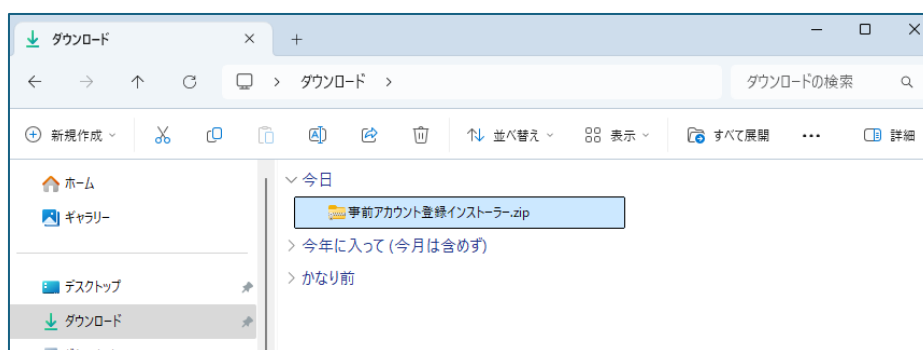 ダウンロード
ダウンロード ダウンロードの検索
新規作成 並べ替え 表示 すべて展開 詳細
ホーム
ギャラリー
デスクトップ
ダウンロード
今日
事前アカウント登録インストーラー.zip
今年に入って (今月は含めず)
かなり前